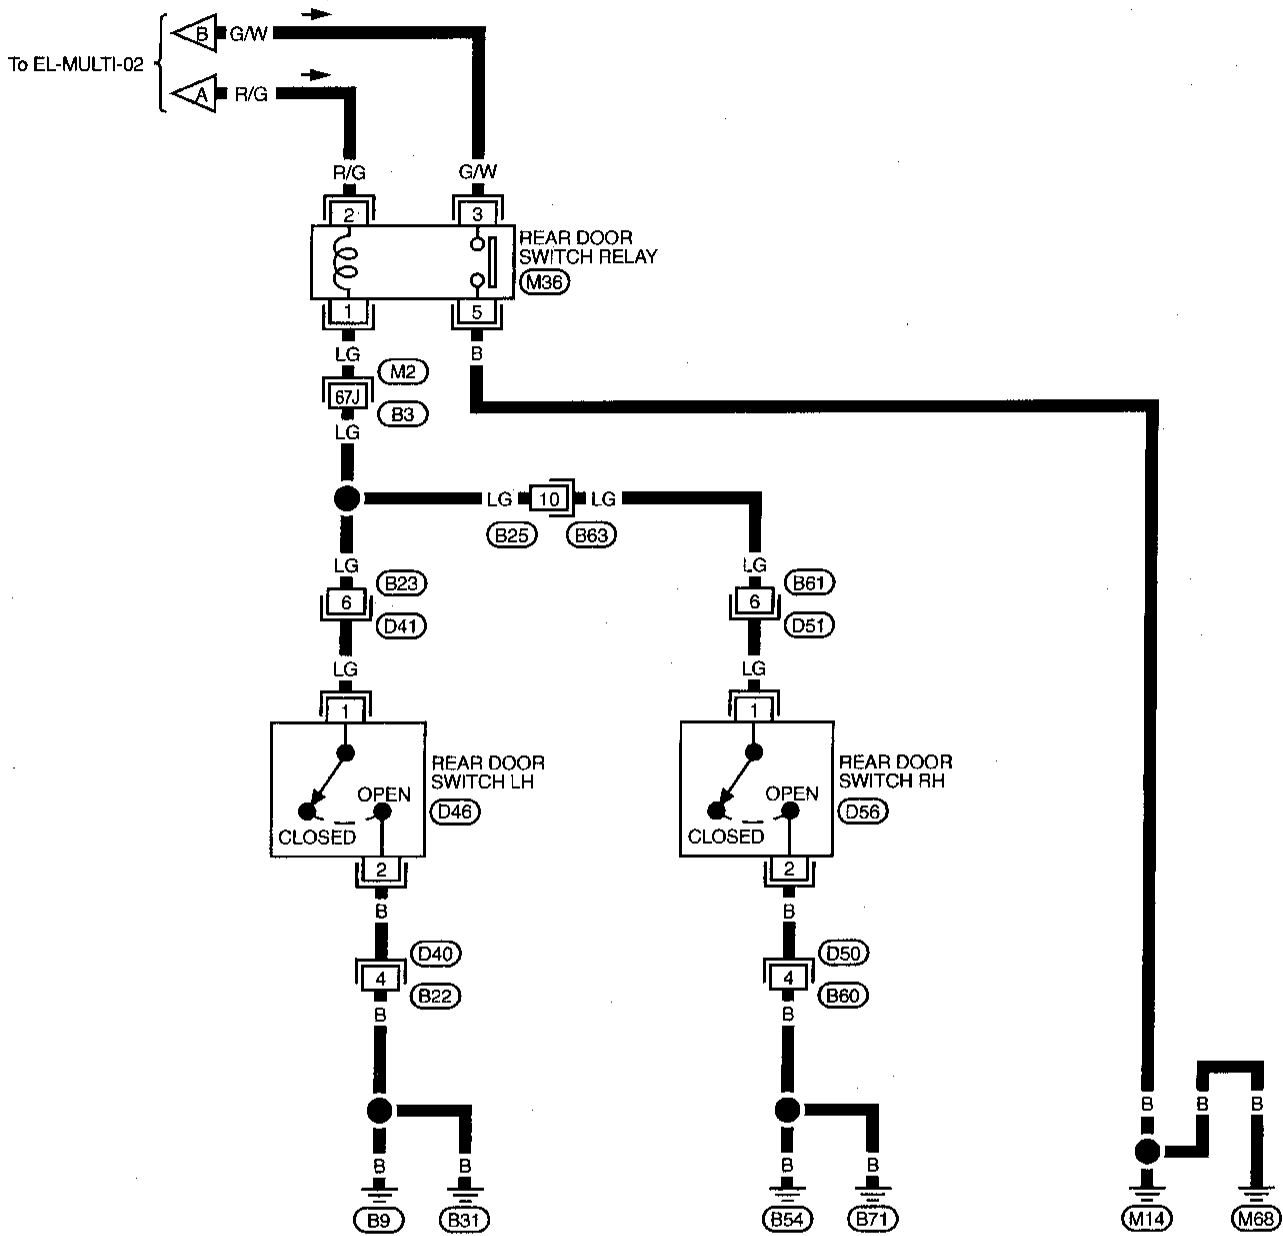 B
G/W
To EL-MULTI-02
A
R/G
R/G
G/W
2
3
REAR DOOR
SWITCH RELAY
M36
1
5
LG
B
M2
67J
B3
LG
LG
10
LG
B25
B63
LG
B23
6
D41
LG
LG
B61
6
D51
LG
1
REAR DOOR
SWITCH LH
D46
OPEN
CLOSED
2
B
D40
4
B22
B
1
REAR DOOR
SWITCH RH
D56
OPEN
CLOSED
2
B
D50
4
B60
B
B
B
B
B
B
B
B
B9
B31
B54
B71
M14
M68